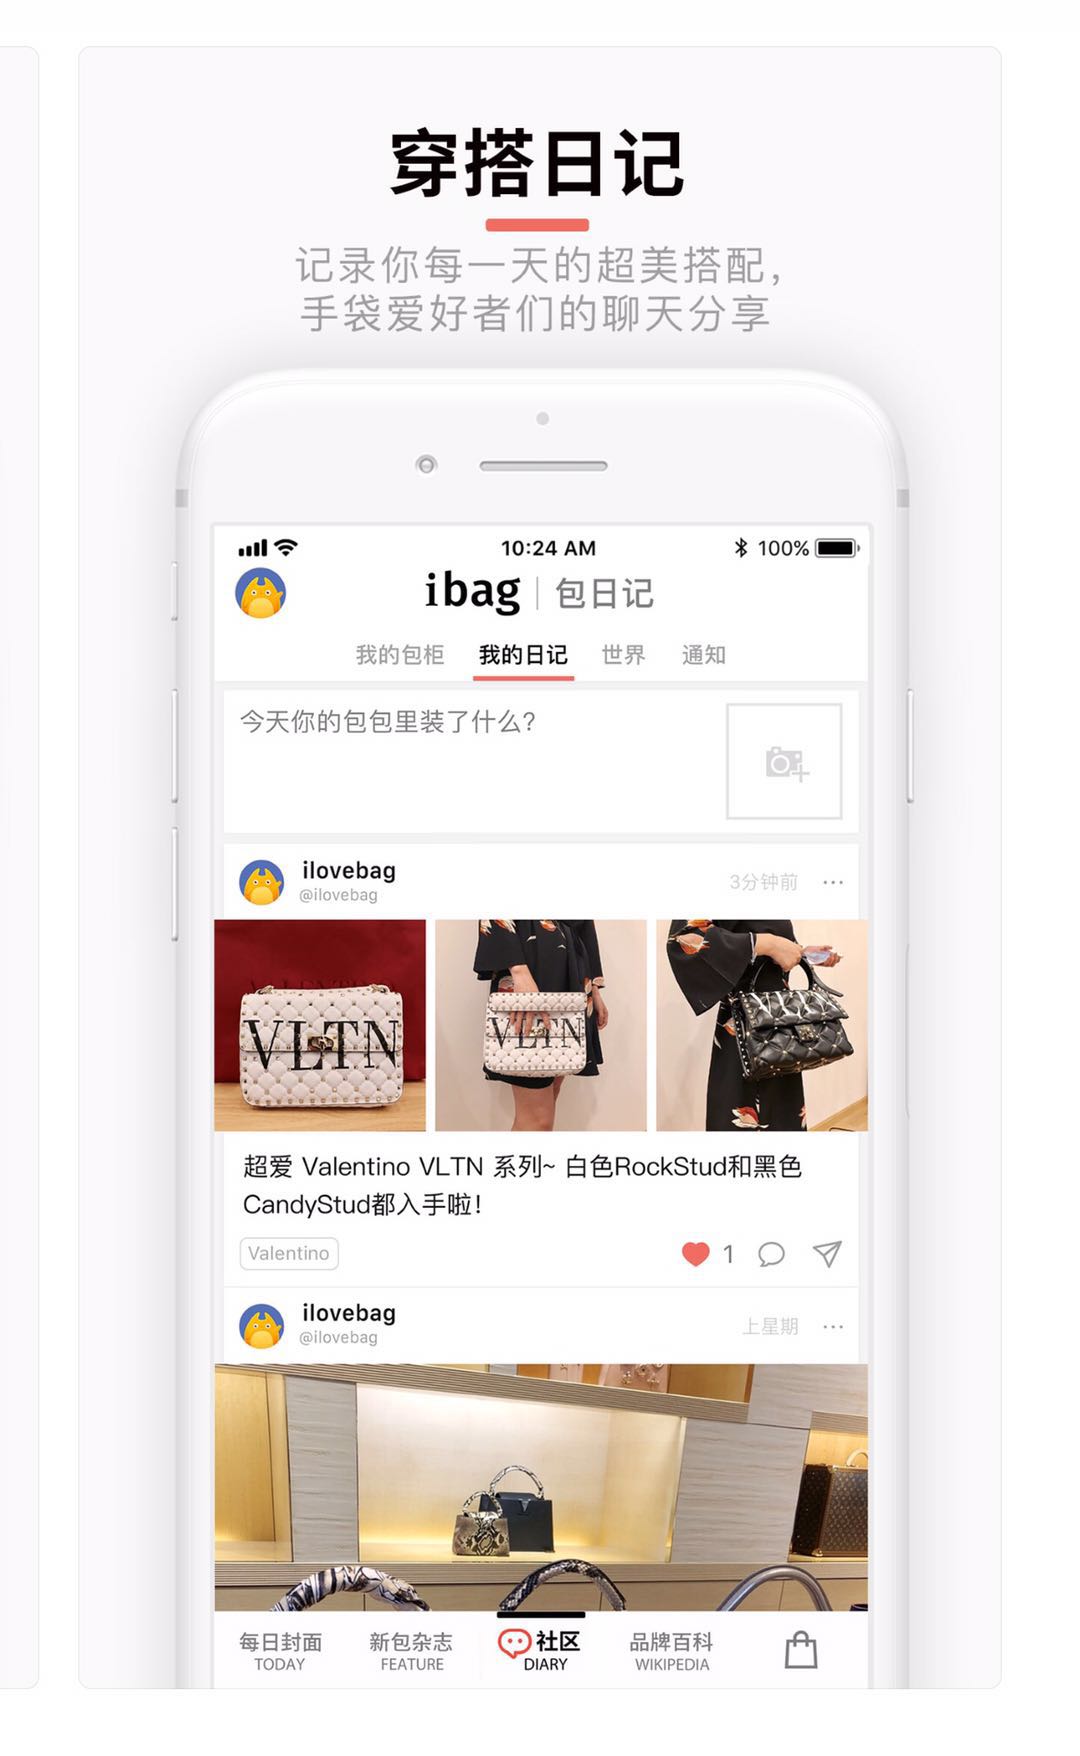 穿搭日记
记录你每一天的超美搭配，
手袋爱好者们的聊天分享
10:24 AM
100%
ibag | 包日记
我的包柜 我的日记 世界 通知
今天你的包包里装了什么？
ilovebag
@ilovebag
3分钟前 ...
VLTN
VLTN
VLTN
超爱 Valentino VLTN 系列~ 白色RockStud和黑色
CandyStud都入手啦！
Valentino
1
ilovebag
@ilovebag
上星期 ...
每日封面 新包杂志 社区 品牌百科
TODAY FEATURE DIARY WIKIPEDIA